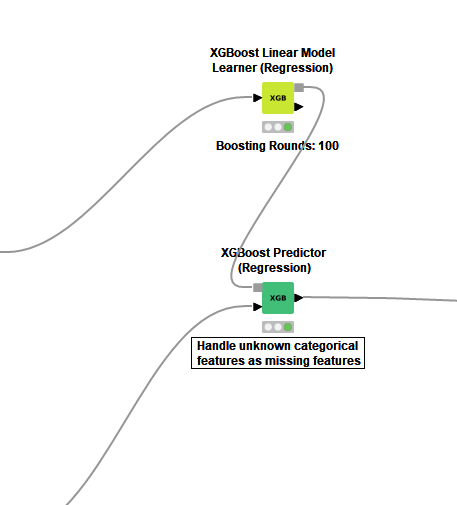 XGBoost Linear Model
Learner (Regression)
XGB
Boosting Rounds: 100
XGBoost Predictor
(Regression)
XGB
Handle unknown categorical
features as missing features